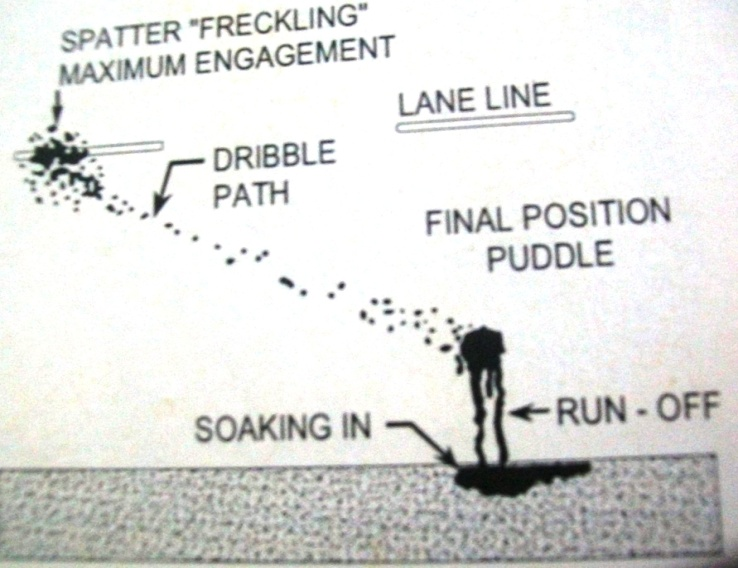 SPATTER "FRECKLING"
MAXIMUM ENGAGEMENT
LANE LINE
DRIBBLE
PATH
FINAL POSITION
PUDDLE
SOAKING IN
RUN - OFF